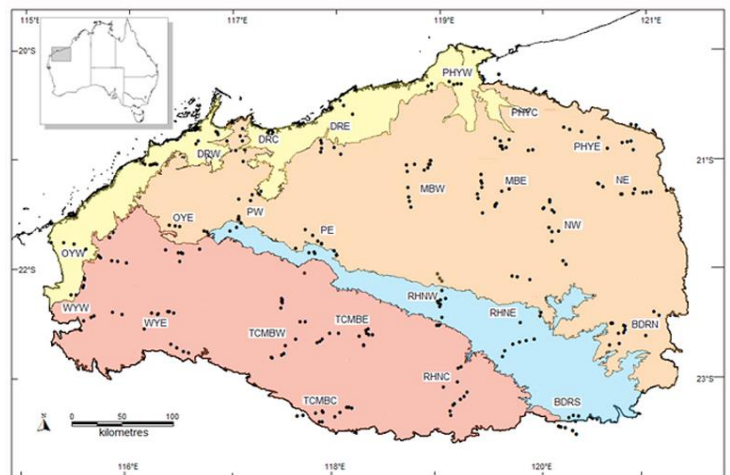 115°E 117°E 119°E 121°E
-20°S
PHYW
PHYC
DRE
DRC
PHYE
DRW
-21°S
MBW MBE NE
OYE PW
NW
PE
OYW
22°S
RHNW
WYW
RHNE
WYE
TCMBW TCMBE
BDRN
RHNC
23°S
TCMBC
BDRS
N
0 50 100
kilometres
116°E 118°E 119°E 120°E